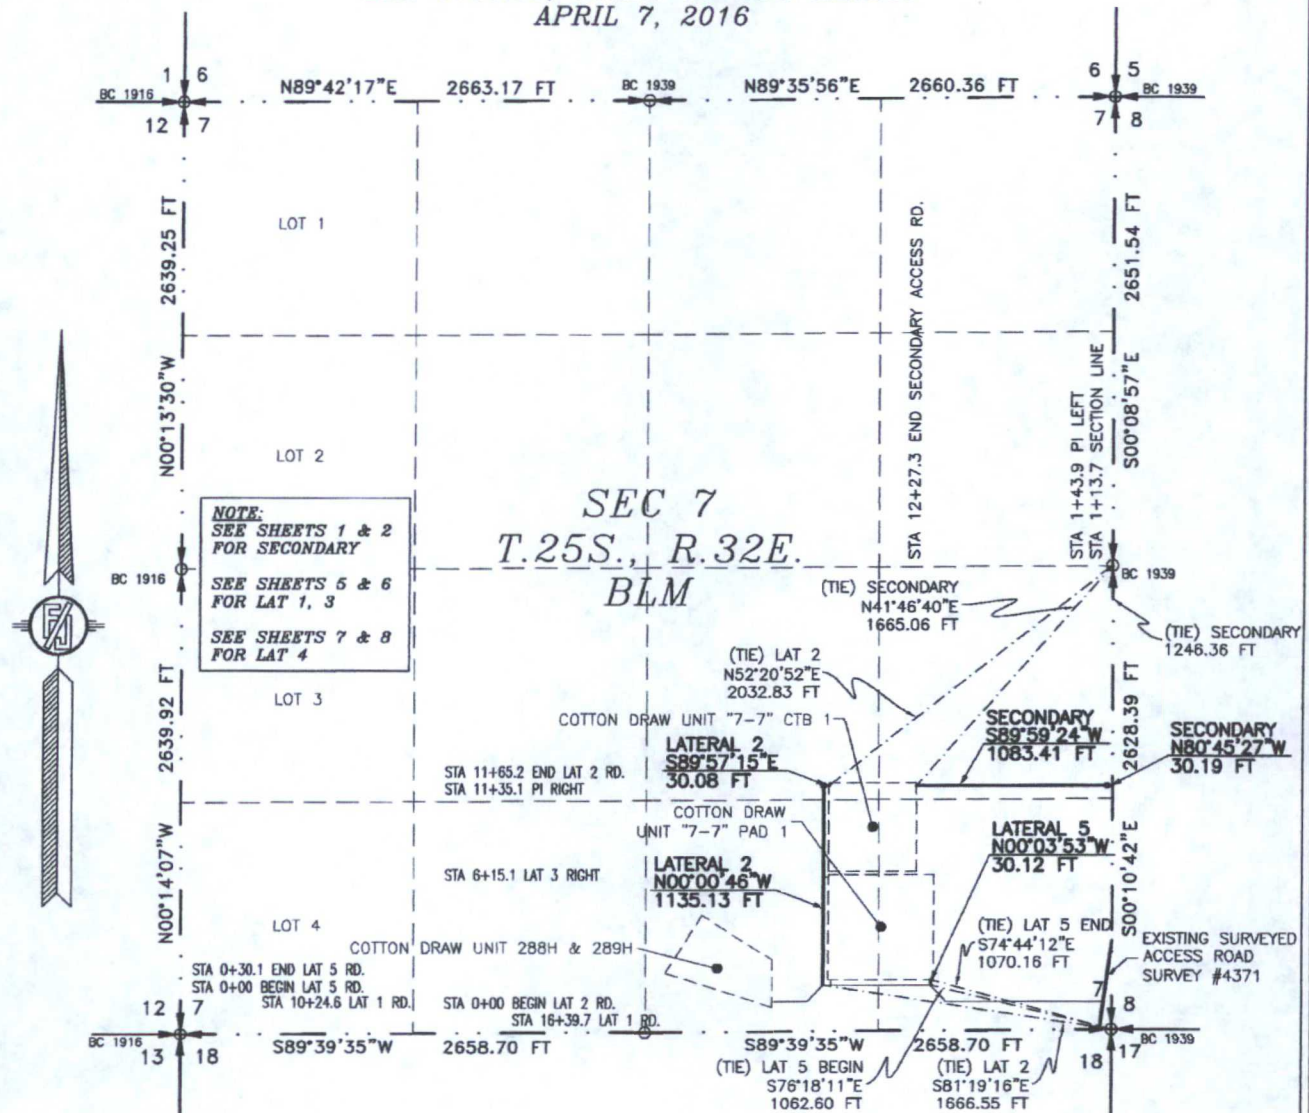 APRIL 7, 2016
1 6
BC 1916
12 7
N89°42'17"E 2663.17 FT
BC 1939
N89°35'56"E 2660.36 FT
6 5
BC 1939
7 8
2639.25 FT
N00°13'30"W
LOT 1
LOT 2
STA 12+27.3 END SECONDARY ACCESS RD.
STA 1+43.9 PI LEFT
STA 1+13.7 SECTION LINE
2651.54 FT
S00°08'57"E
NOTE:
SEE SHEETS 1 & 2
FOR SECONDARY
SEE SHEETS 5 & 6
FOR LAT 1, 3
SEE SHEETS 7 & 8
FOR LAT 4
SEC 7
T.25S., R.32E.
BLM
BC 1916
BC 1939
(TIE) SECONDARY
N41°46'40"E
1665.06 FT
(TIE) SECONDARY
1246.36 FT
(TIE) LAT 2
N52°20'52"E
2032.83 FT
LOT 3
2639.92 FT
N00°14'07"W
COTTON DRAW UNIT "7-7" CTB 1
LATERAL 2
S89°57'15"E
30.08 FT
SECONDARY
S89°59'24"W
1083.41 FT
SECONDARY
N80°45'27"W
30.19 FT
2628.39 FT
S00°10'42"E
STA 11+65.2 END LAT 2 RD.
STA 11+35.1 PI RIGHT
COTTON DRAW
UNIT "7-7" PAD 1
LATERAL 5
N00°03'53"W
30.12 FT
STA 6+15.1 LAT 3 RIGHT
LATERAL 2
N00°00'46"W
1135.13 FT
LOT 4
COTTON DRAW UNIT 288H & 289H
(TIE) LAT 5 END
S74°44'12"E
1070.16 FT
EXISTING SURVEYED
ACCESS ROAD
SURVEY #4371
STA 0+30.1 END LAT 5 RD.
STA 0+00 BEGIN LAT 5 RD.
STA 10+24.6 LAT 1 RD.
STA 0+00 BEGIN LAT 2 RD.
STA 16+39.7 LAT 1 RD.
12 7
BC 1916
13 18
S89°39'35"W 2658.70 FT
S89°39'35"W 2658.70 FT
7 8
18 17
BC 1939
(TIE) LAT 5 BEGIN
S76°18'11"E
1062.60 FT
(TIE) LAT 2
S81°19'16"E
1666.55 FT